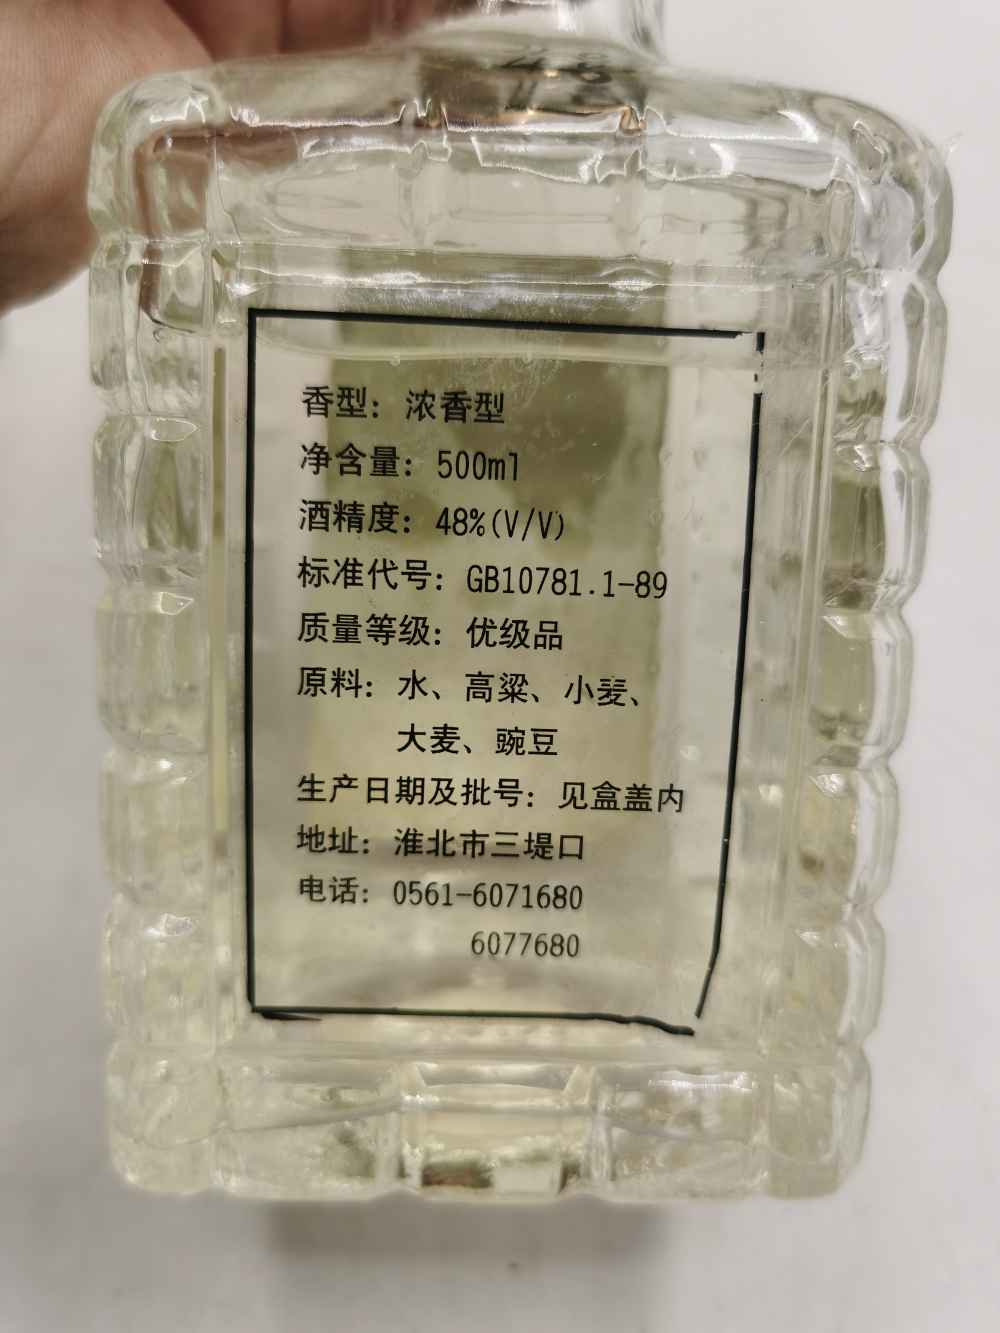 香型：浓香型
净含量：500ml
酒精度：48%(V/V)
标准代号：GB10781.1-89
质量等级：优级品
原料：水、高粱、小麦、
大麦、豌豆
生产日期及批号：见盒盖内
地址：淮北市三堤口
电话：0561-6071680
6077680